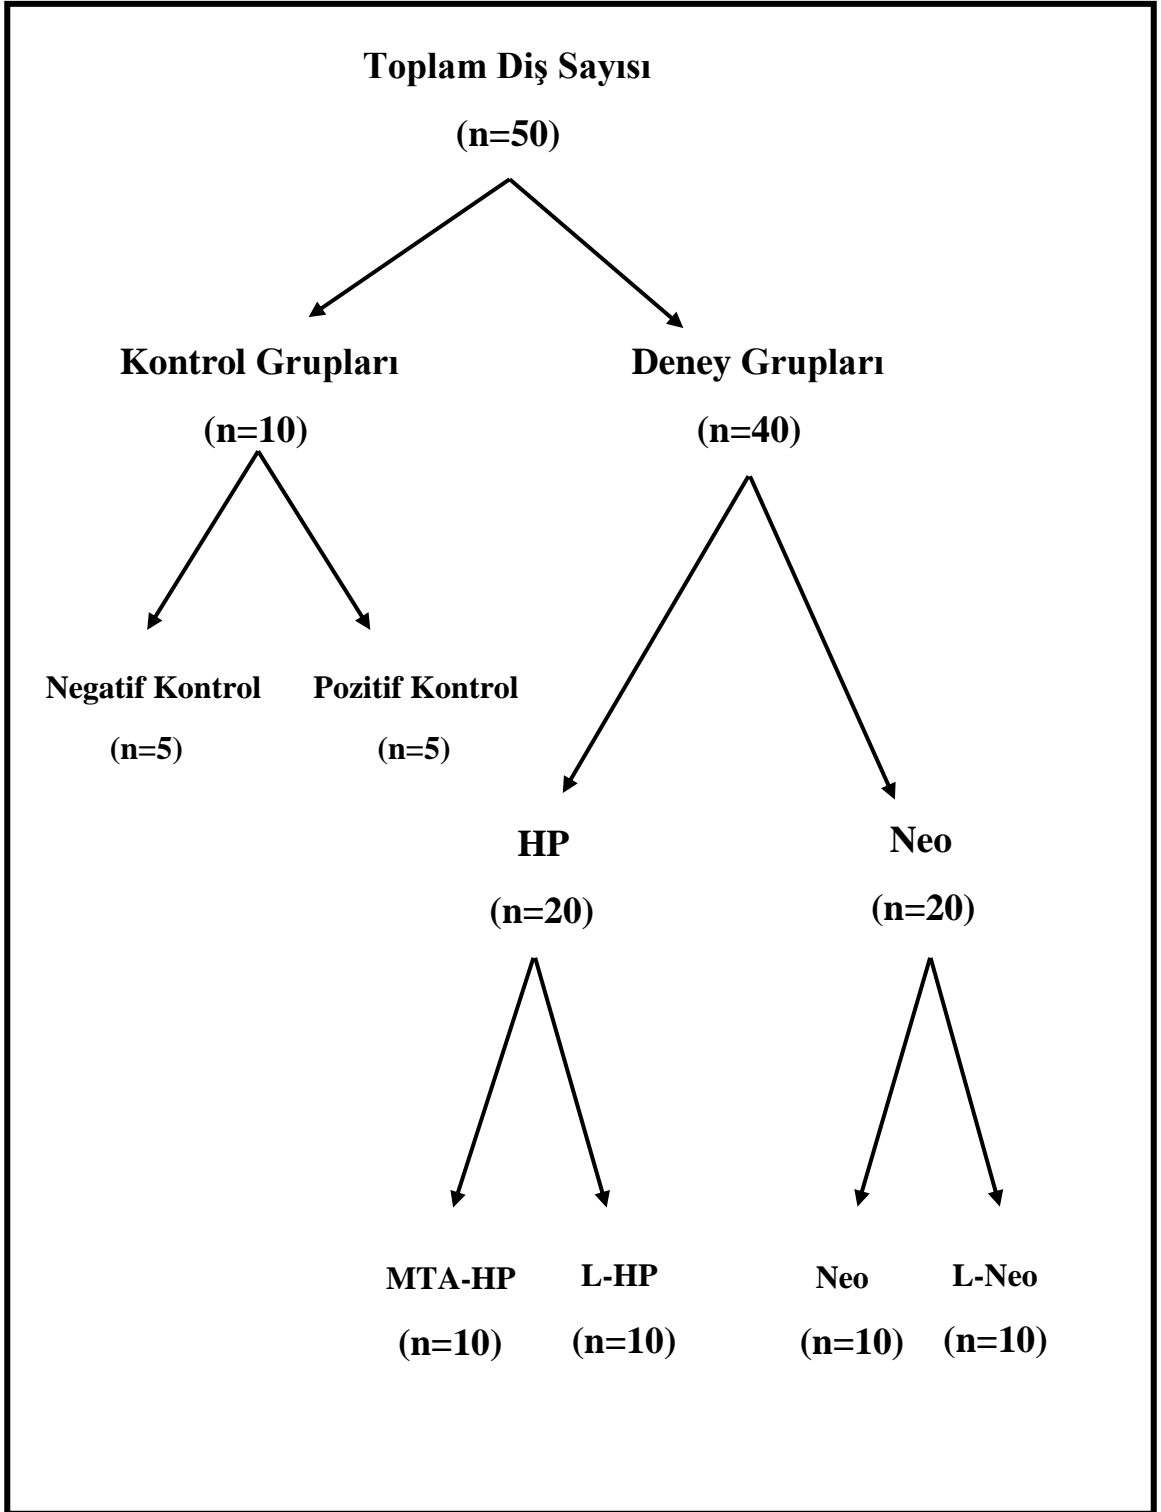 Toplam Diş Sayısı
(n=50)
Kontrol Grupları
Deney Grupları
(n=10)
(n=40)
Negatif Kontrol
Pozitif Kontrol
(n=5)
(n=5)
HP
Neo
(n=20)
(n=20)
MTA-HP
L-HP
Neo
L-Neo
(n=10)
(n=10)
(n=10)
(n=10)